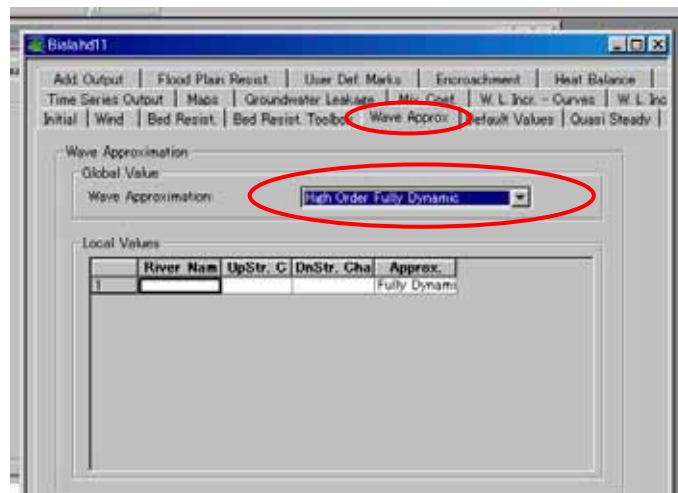 Bialahd11
Add. Output Flood Plain Resist. User Def. Marks Encroachment Heat Balance
Time Series Output Maps Groundwater Leakage Mix. Coef. W. L. Incr. - Curves W. L. Inc
Initial Wind Bed Resist. Bed Resist. Toolbox Wave Approx Default Values Quasi Steady
Wave Approximation
Global Value
Wave Approximation: High Order Fully Dynamic
Local Values
River Nam UpStr. C DnStr. Cha Approx.
1 Fully Dynami